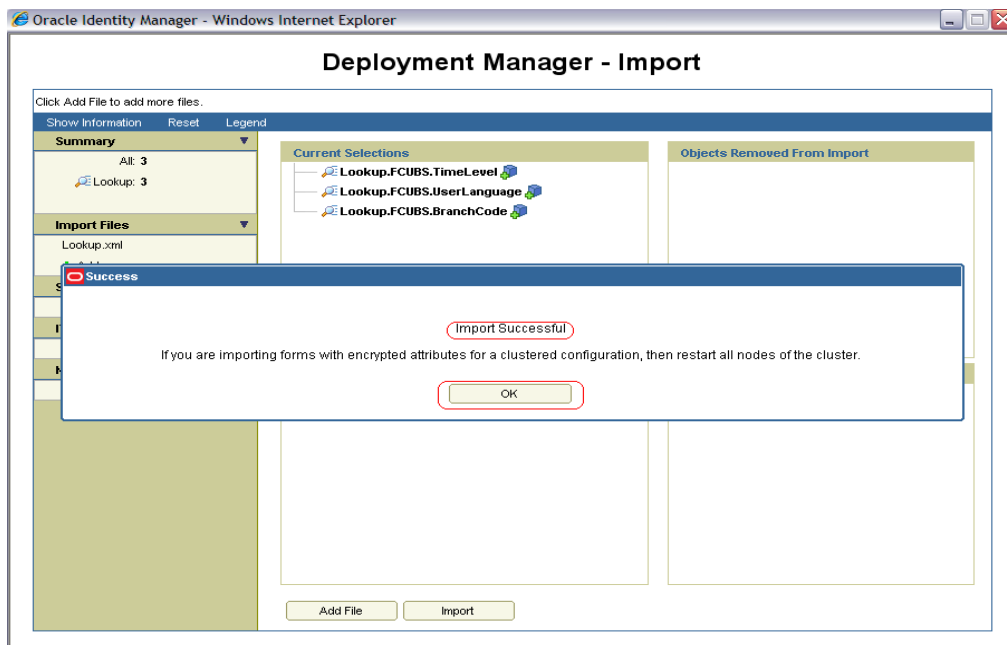 Oracle Identity Manager - Windows Internet Explorer
Deployment Manager - Import
Click Add File to add more files.
Show Information Reset Legend
Summary
All: 3
Lookup: 3
Import Files
Lookup.xml
Current Selections
Lookup.FCUBS.TimeLevel
Lookup.FCUBS.UserLanguage
Lookup.FCUBS.BranchCode
Objects Removed From Import
Success
Import Successful
If you are importing forms with encrypted attributes for a clustered configuration, then restart all nodes of the cluster.
OK
Add File Import